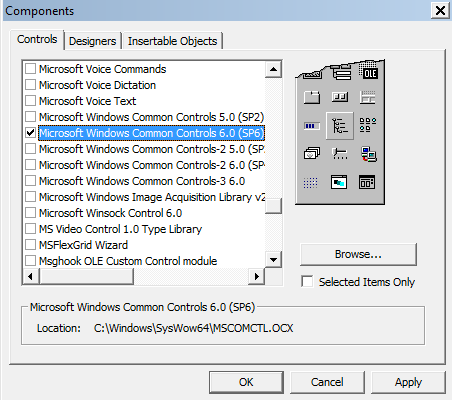 Components
Controls
Designers
Insertable Objects
Microsoft Voice Commands
Microsoft Voice Dictation
Microsoft Voice Text
Microsoft Windows Common Controls 5.0 (SP2)
Microsoft Windows Common Controls 6.0 (SP6)
Microsoft Windows Common Controls-2 5.0 (SP
Microsoft Windows Common Controls-2 6.0 (SP
Microsoft Windows Common Controls-3 6.0
Microsoft Windows Image Acquisition Library v2
Microsoft Winsock Control 6.0
MS Video Control 1.0 Type Library
MSFlexGrid Wizard
Msghook OLE Custom Control module
OLE
Browse...
Selected Items Only
Microsoft Windows Common Controls 6.0 (SP6)
Location: C:\Windows\SysWow64\MSCOMCTL.OCX
OK
Cancel
Apply